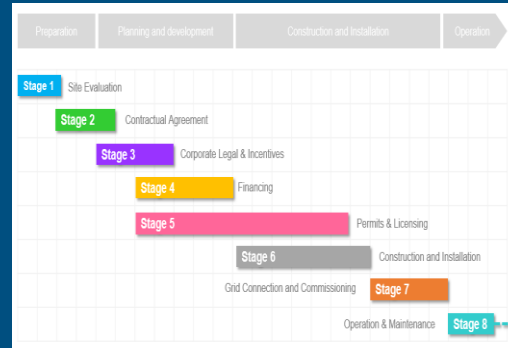 Preparation Planning and development Construction and Installation Operation
Stage 1 Site Evaluation
Stage 2 Contractual Agreement
Stage 3 Corporate Legal & Incentives
Stage 4 Financing
Stage 5 Permits & Licensing
Stage 6 Construction and Installation
Grid Connection and Commissioning Stage 7
Operation & Maintenance Stage 8